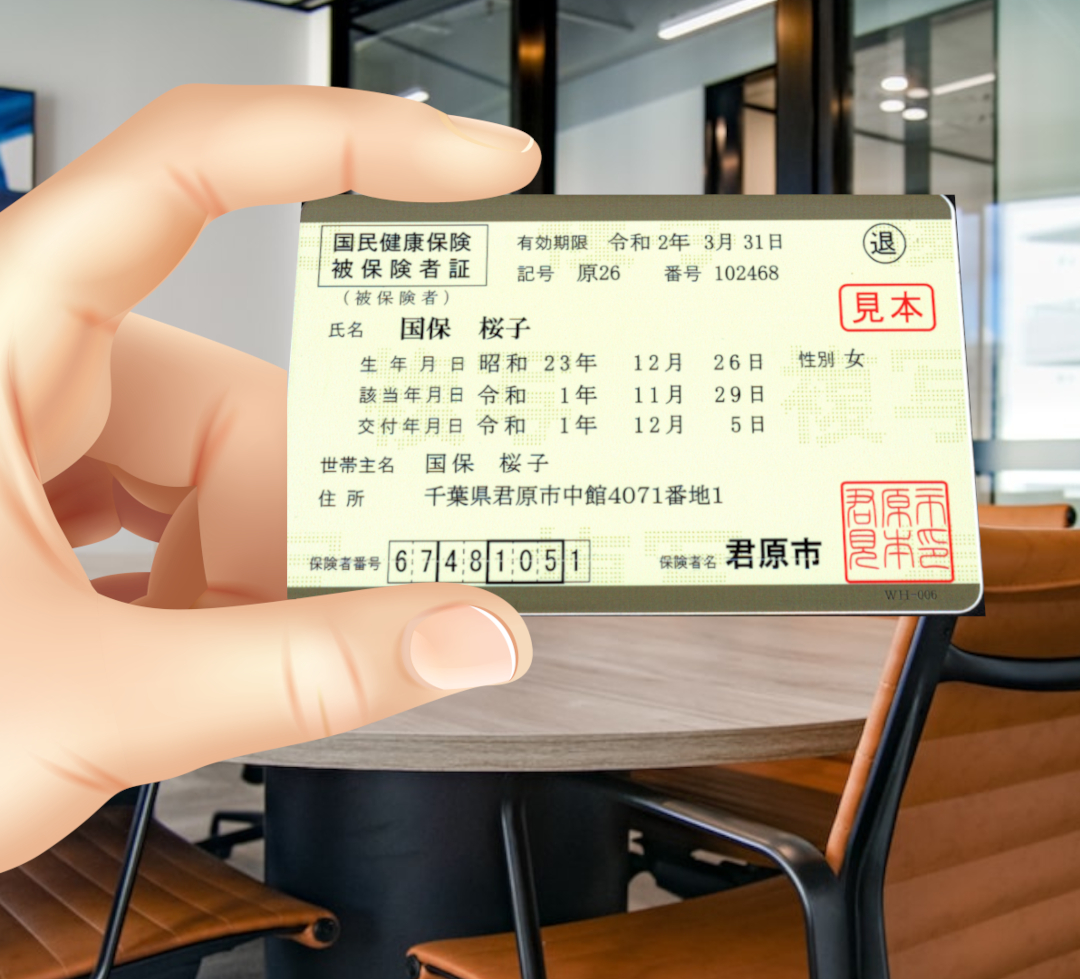 国民健康保険
被保険者証
(被保険者)
有効期限 令和 2年 3月 31日
記号 原26 番号 102468
退
見本
氏名 国保 桜子
生年月日 昭和 23年 12月 26日 性別 女
該当年月日 令和 1年 11月 29日
交付年月日 令和 1年 12月 5日
世帯主名 国保 桜子
住所 千葉県君原市中館4071番地1
保険者番号 67481051 保険者名 君原市
君原市見本印
WH-006